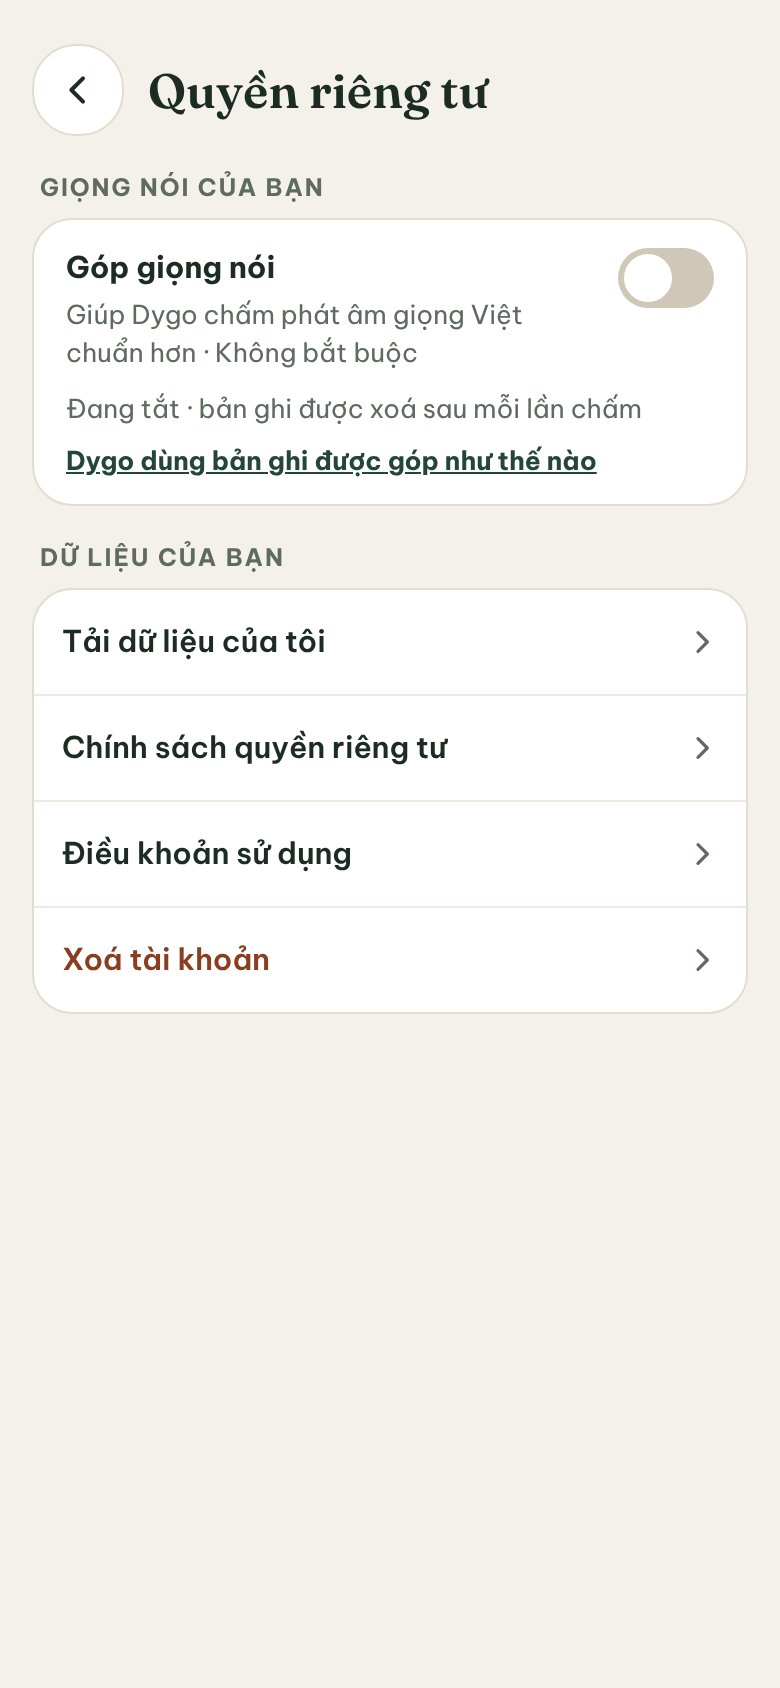 Quyền riêng tư
GIỌNG NÓI CỦA BẠN
Góp giọng nói
Giúp Dygo chấm phát âm giọng Việt
chuẩn hơn · Không bắt buộc
Đang tắt · bản ghi được xoá sau mỗi lần chấm
Dygo dùng bản ghi được góp như thế nào
DỮ LIỆU CỦA BẠN
Tải dữ liệu của tôi
Chính sách quyền riêng tư
Điều khoản sử dụng
Xoá tài khoản